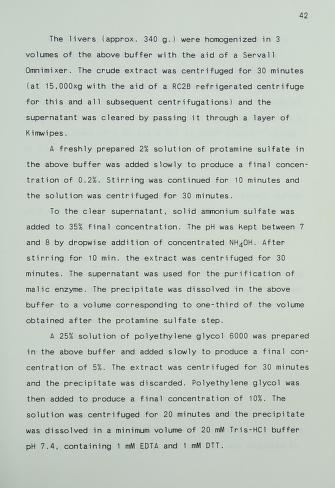 42
The livers (approx. 340 g.) were homogenized in 3
volumes of the above buffer with the aid of a Servall
Omnimixer. The crude extract was centrifuged for 30 minutes
(at 15,000xg with the aid of a RC2B refrigerated centrifuge
for this and all subsequent centrifugations) and the
supernatant was cleared by passing it through a layer of
Kimwipes.
A freshly prepared 2% solution of protamine sulfate in
the above buffer was added slowly to produce a final concen-
tration of 0.2%. Stirring was continued for 10 minutes and
the solution was centrifuged for 30 minutes.
To the clear supernatant, solid ammonium sulfate was
added to 35% final concentration. The pH was kept between 7
and 8 by dropwise addition of concentrated NH₄OH. After
stirring for 10 min. the extract was centrifuged for 30
minutes. The supernatant was used for the purification of
malic enzyme. The precipitate was dissolved in the above
buffer to a volume corresponding to one-third of the volume
obtained after the protamine sulfate step.
A 25% solution of polyethylene glycol 6000 was prepared
in the above buffer and added slowly to produce a final con-
centration of 5%. The extract was centrifuged for 30 minutes
and the precipitate was discarded. Polyethylene glycol was
then added to produce a final concentration of 10%. The
solution was centrifuged for 20 minutes and the precipitate
was dissolved in a minimum volume of 20 mM Tris-HCl buffer
pH 7.4, containing 1 mM EDTA and 1 mM DTT.